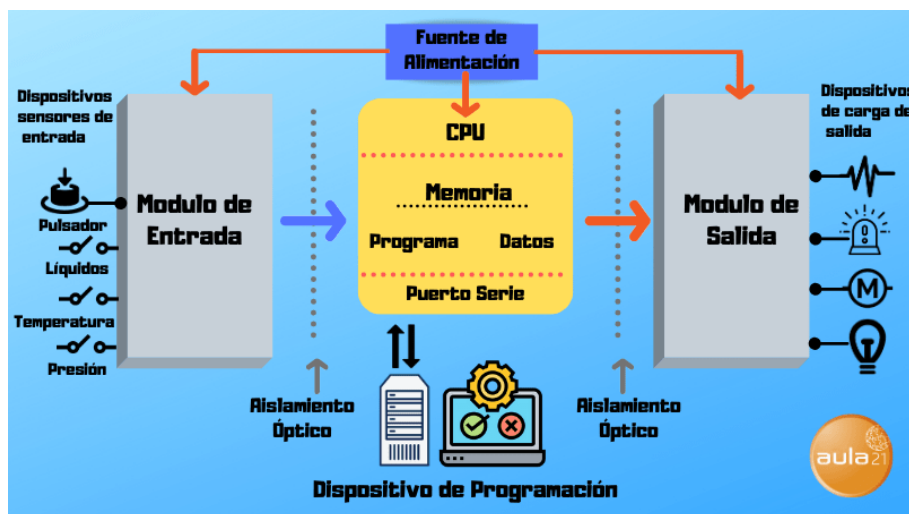 Fuente de
Alimentación
Dispositivos
sensores de
entrada
Dispositivos
de carga de
salida
CPU
Memoria
Programa Datos
Puerto Serie
Modulo de
Entrada
Modulo de
Salida
Pulsador
Líquidos
Temperatura
Presión
M
Aislamiento
Óptico
Aislamiento
Óptico
Dispositivo de Programación
aula21